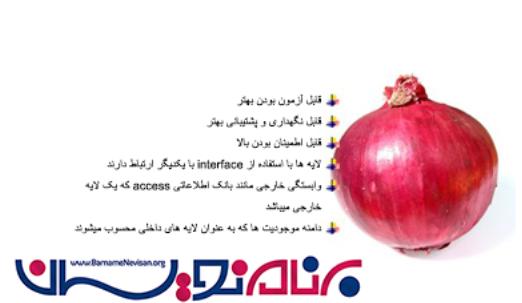 قابل آزمون بودن بهتر
قابل نگهداری و پشتیبانی بهتر
قابل اطمینان بودن بالا
لایه ها با استفاده از interface با یکدیگر ارتباط دارند
وابستگی خارجی مانند بانک اطلاعاتی access که یک لایه
خارجی میباشد
دامنه موجودیت ها که به عنوان لایه های داخلی محسوب میشوند
www.BarnameNevisan.org
برنامه نویسان